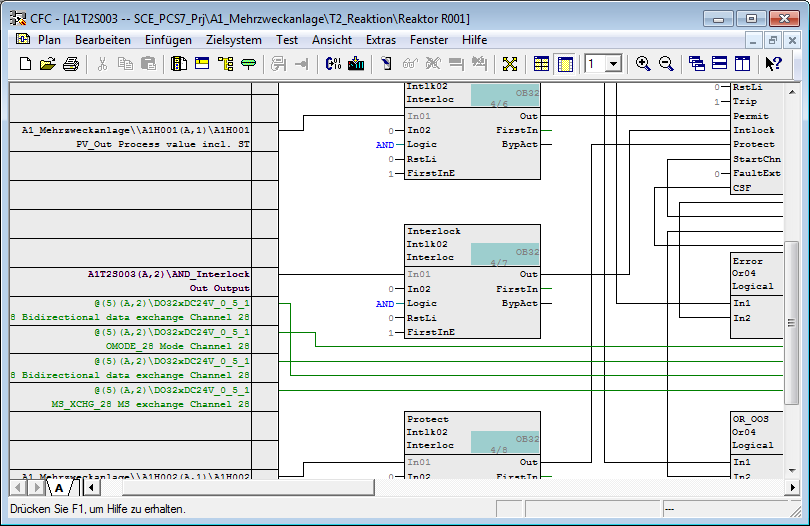 CFC - [A1T2S003 -- SCE_PCS7_Prj\A1_Mehrzweckanlage\T2_Reaktion\Reaktor R001]
Plan Bearbeiten Einfügen Zielsystem Test Ansicht Extras Fenster Hilfe
1
A1_Mehrzweckanlage\\A1H001(A,1)\A1H001
PV_Out Process value incl. ST
A1T2S003(A,2)\AND_Interlock
Out Output
@(5)(A,2)\DO32xDC24V_0_5_1
8 Bidirectional data exchange Channel 28
@(5)(A,2)\DO32xDC24V_0_5_1
OMODE_28 Mode Channel 28
@(5)(A,2)\DO32xDC24V_0_5_1
8 Bidirectional data exchange Channel 28
@(5)(A,2)\DO32xDC24V_0_5_1
MS_XCHG_28 MS exchange Channel 28
A1_Mehrzweckanlage\\A1H002(A,1)\A1H002
Intlk02
Interloc
OB32
4/6
In01 Out
0 In02 FirstIn
AND Logic BypAct
0 RstLi
1 FirstInE
Interlock
Intlk02
Interloc
OB32
4/7
In01 Out
0 In02 FirstIn
AND Logic BypAct
0 RstLi
1 FirstInE
Protect
Intlk02
Interloc
OB32
4/8
In01 Out
0 In02 FirstIn
0 RstLi
1 Trip
Permit
Intlock
Protect
StartChn
0 FaultExt
CSF
Error
Or04
Logical
In1
In2
OR_OOS
Or04
Logical
In1
In2
A
Drücken Sie F1, um Hilfe zu erhalten.
---